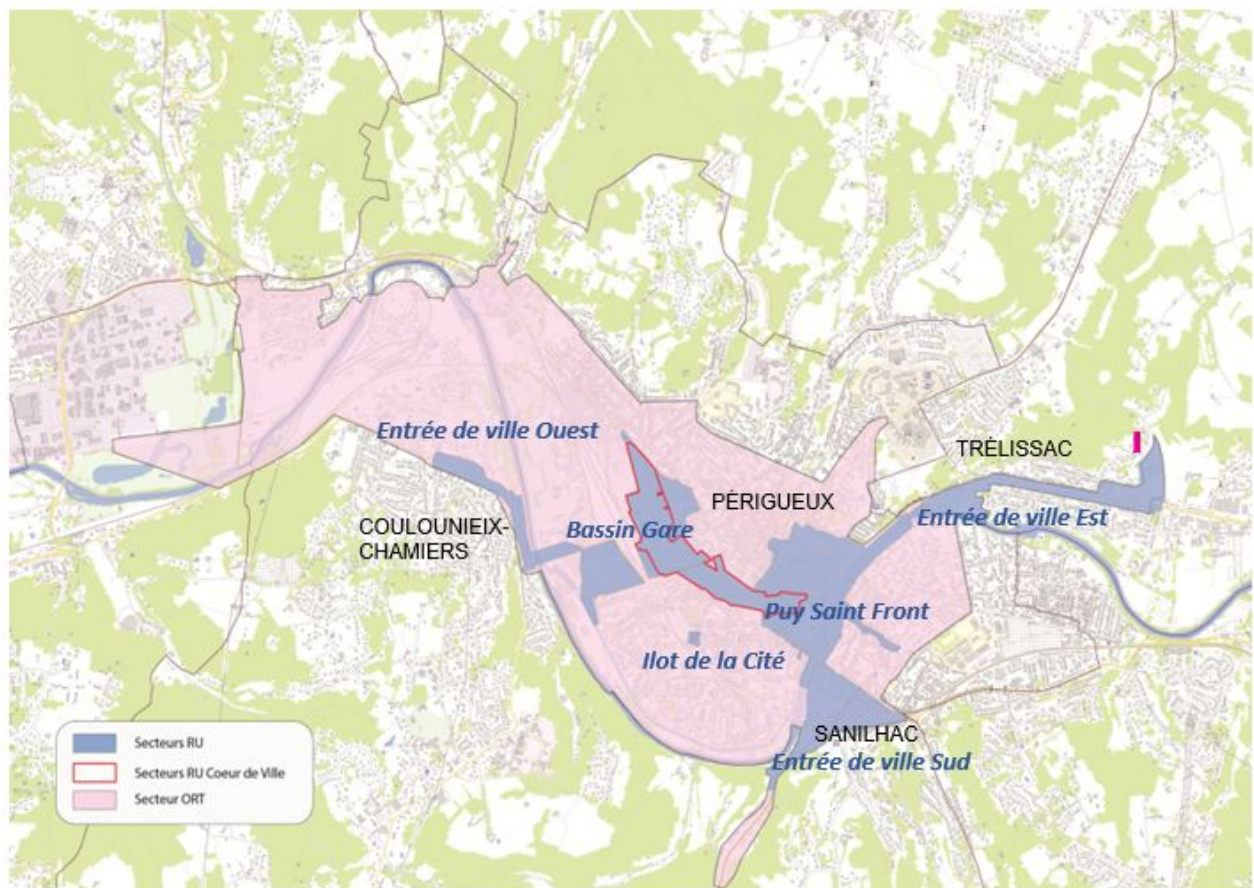 Entrée de ville Ouest
TRÉLISSAC
PÉRIGUEUX
Entrée de ville Est
COULOUNIEIX-
CHAMIERS
Bassin Gare
Puy Saint Front
Ilot de la Cité
SANILHAC
Entrée de ville Sud
Secteurs RU
Secteurs RU Coeur de Ville
Secteur ORT